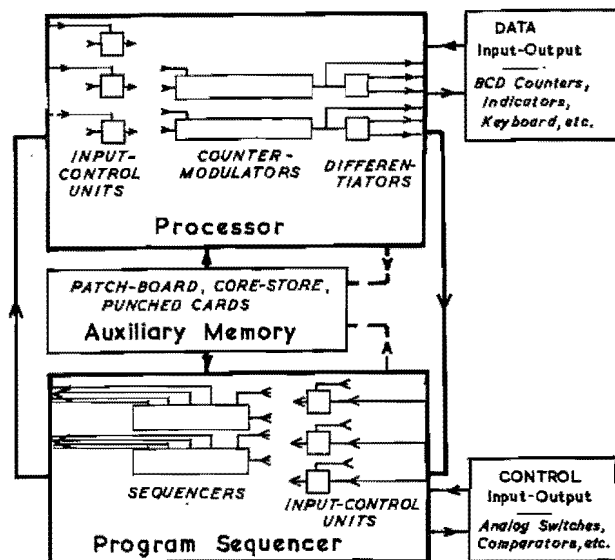 DATA
Input-Output
BCD Counters,
Indicators,
Keyboard, etc.
INPUT-
CONTROL
UNITS
COUNTER-
MODULATORS
DIFFEREN-
TIATORS
Processor
PATCH-BOARD, CORE-STORE,
PUNCHED CARDS
Auxiliary Memory
SEQUENCERS
INPUT-CONTROL
UNITS
Program Sequencer
CONTROL
Input-Output
Analog Switches,
Comparators, etc.